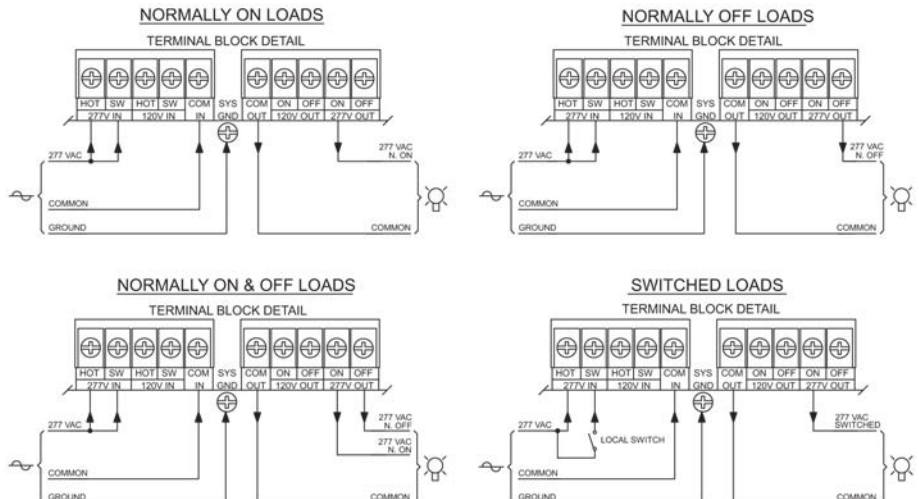 NORMALLY ON LOADS
TERMINAL BLOCK DETAIL
HOT SW HOT SW COM SYS COM ON OFF ON OFF
277V IN 120V IN IN GND OUT 120V OUT 277V OUT
277 VAC
277 VAC
N. ON
COMMON
GROUND
COMMON
NORMALLY OFF LOADS
TERMINAL BLOCK DETAIL
HOT SW HOT SW COM SYS COM ON OFF ON OFF
277V IN 120V IN IN GND OUT 120V OUT 277V OUT
277 VAC
277 VAC
N. OFF
COMMON
GROUND
COMMON
NORMALLY ON & OFF LOADS
TERMINAL BLOCK DETAIL
HOT SW HOT SW COM SYS COM ON OFF ON OFF
277V IN 120V IN IN GND OUT 120V OUT 277V OUT
277 VAC
277 VAC
N. OFF
277 VAC
N. ON
COMMON
GROUND
COMMON
SWITCHED LOADS
TERMINAL BLOCK DETAIL
HOT SW HOT SW COM SYS COM ON OFF ON OFF
277V IN 120V IN IN GND OUT 120V OUT 277V OUT
277 VAC
LOCAL SWITCH
277 VAC
SWITCHED
COMMON
GROUND
COMMON